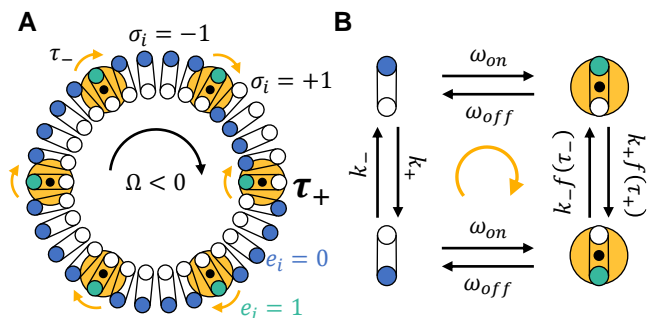 A
τ₋
σᵢ = −1
σᵢ = +1
Ω < 0
τ₊
eᵢ = 0
eᵢ = 1
B
ω_on
ω_off
k₋
k₊
k₋f(τ₋)
k₊f(τ₊)
ω_on
ω_off